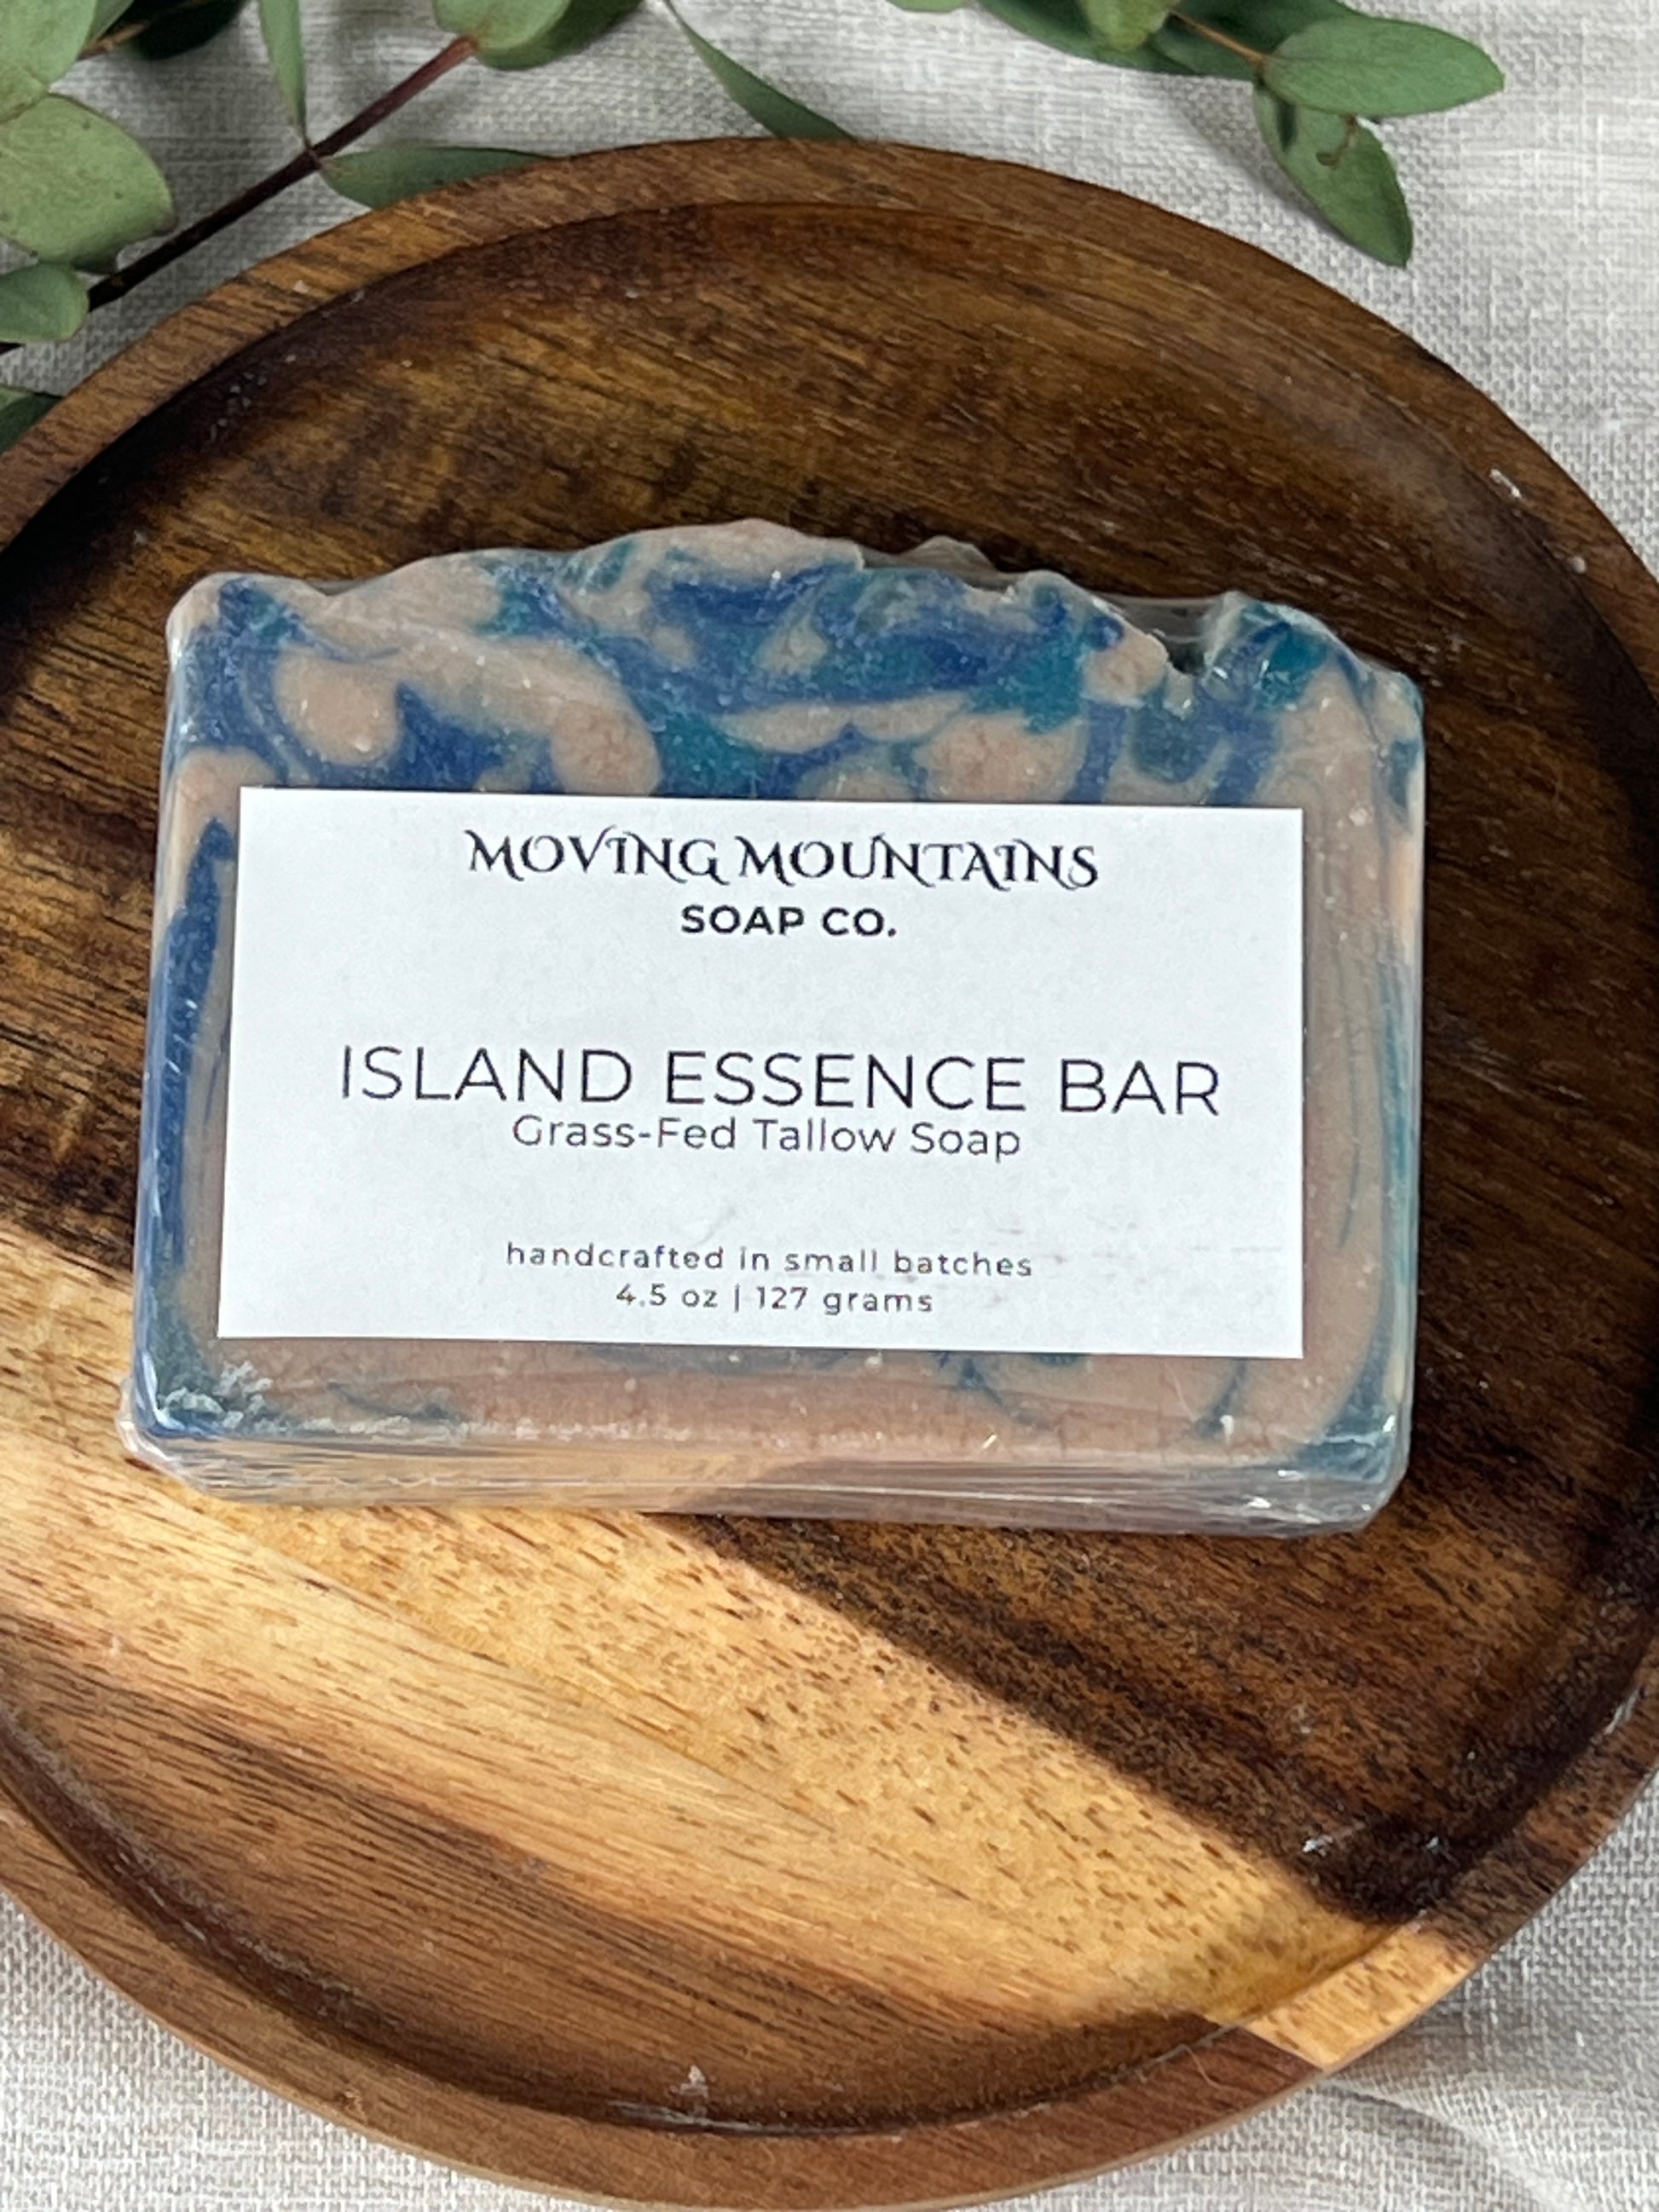 MOVING MOUNTAINS
SOAP CO.
ISLAND ESSENCE BAR
Grass-Fed Tallow Soap
handcrafted in small batches
4.5 oz | 127 grams